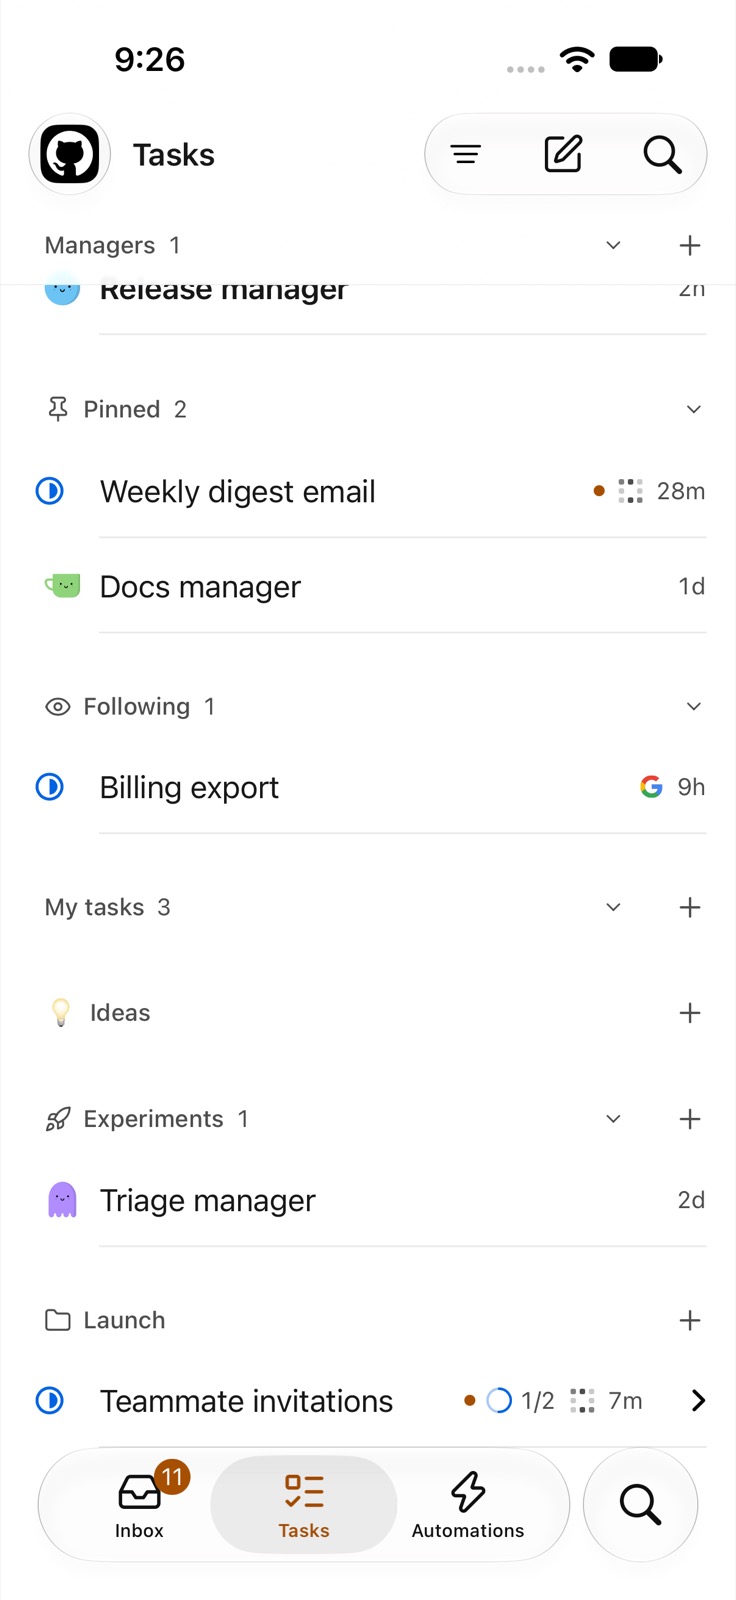 9:26
Tasks
Managers 1
Release manager 2h
Pinned 2
Weekly digest email 28m
Docs manager 1d
Following 1
Billing export 9h
My tasks 3
Ideas
Experiments 1
Triage manager 2d
Launch
Teammate invitations 1/2 7m
11
Inbox Tasks Automations